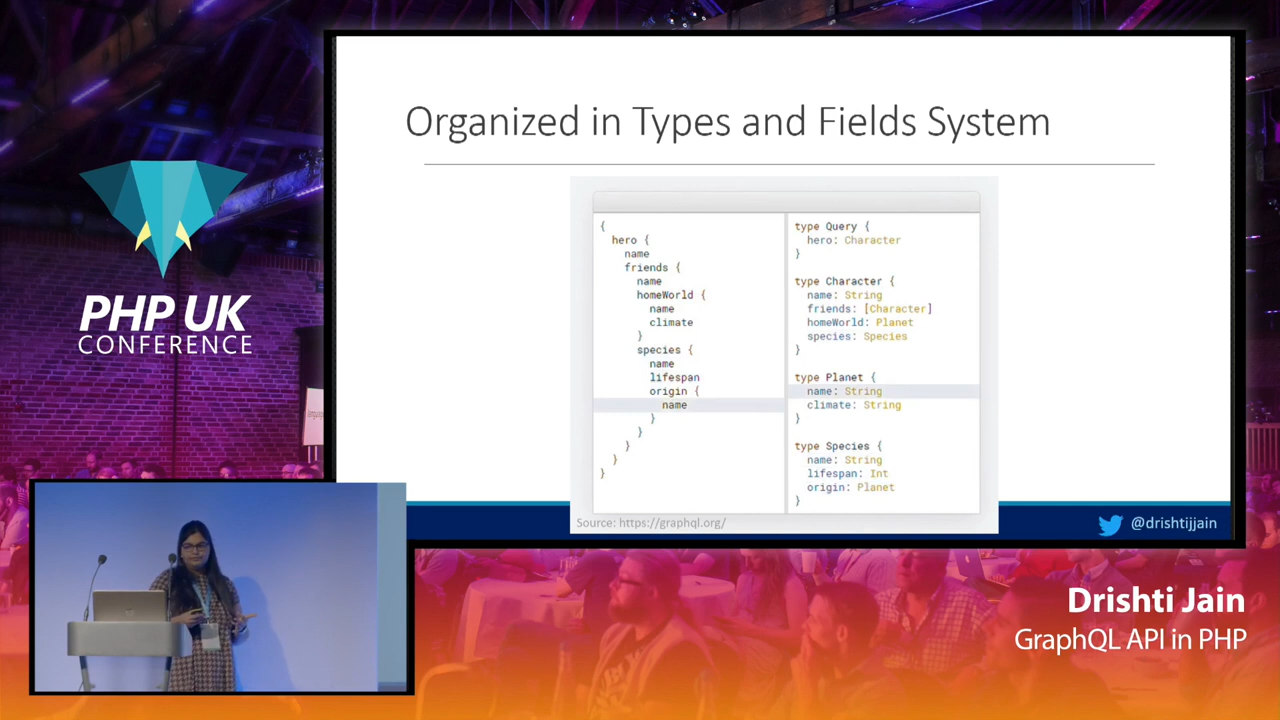 PHP UK
CONFERENCE
Organized in Types and Fields System
{
hero {
name
friends {
name
homeWorld {
name
climate
}
species {
name
lifespan
origin {
name
}
}
}
}
}
type Query {
hero: Character
}
type Character {
name: String
friends: [Character]
homeWorld: Planet
species: Species
}
type Planet {
name: String
climate: String
}
type Species {
name: String
lifespan: Int
origin: Planet
}
Source: https://graphql.org/
@drishtijjain
Drishti Jain
GraphQL API in PHP